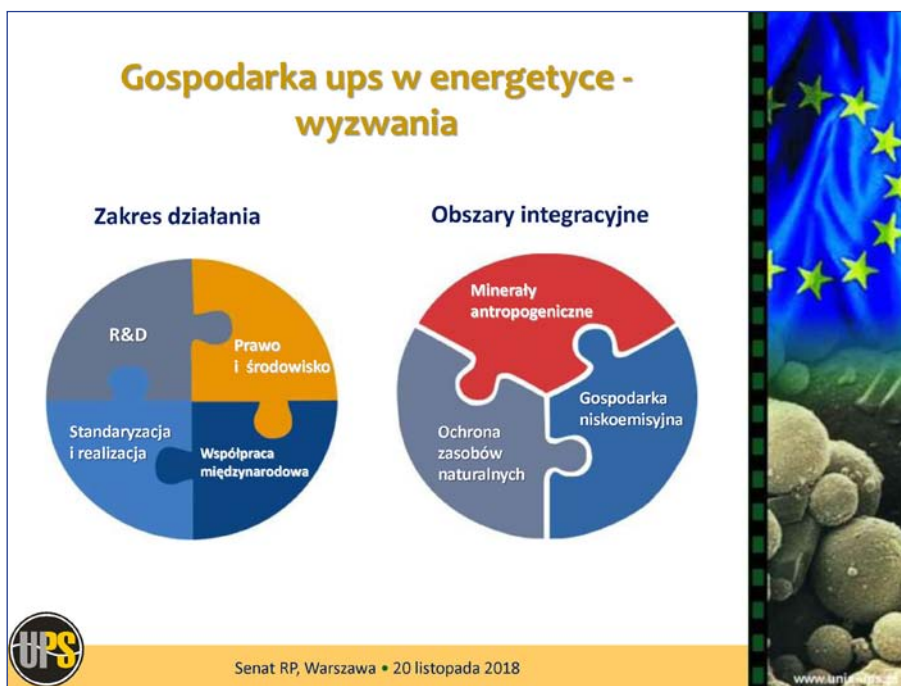 Gospodarka ups w energetyce -
wyzwania
Zakres działania
Obszary integracyjne
R&D
Prawo
i środowisko
Standaryzacja
i realizacja
Współpraca
międzynarodowa
Minerały
antropogeniczne
Gospodarka
niskoemisyjna
Ochrona
zasobów
naturalnych
UPS
Senat RP, Warszawa • 20 listopada 2018